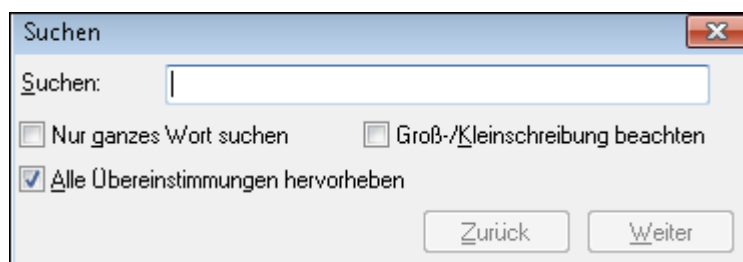 Suchen
Suchen:
Nur ganzes Wort suchen Groß-/Kleinschreibung beachten
Alle Übereinstimmungen hervorheben
Zurück Weiter